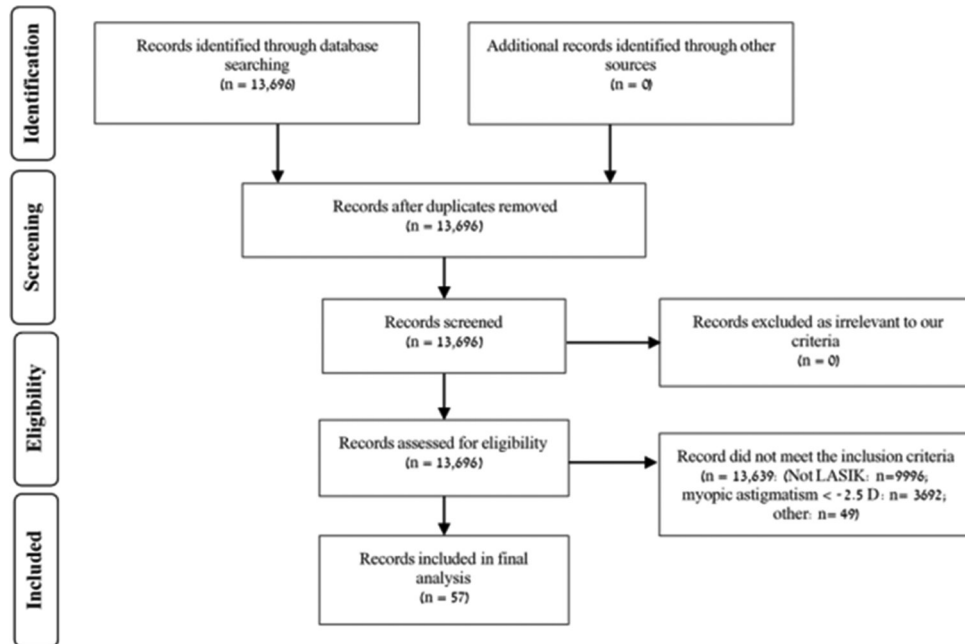 Identification
Records identified through database
searching
(n = 13,696)
Additional records identified through other
sources
(n = 0)
Screening
Records after duplicates removed
(n = 13,696)
Records screened
(n = 13,696)
Records excluded as irrelevant to our
criteria
(n = 0)
Eligibility
Records assessed for eligibility
(n = 13,696)
Record did not meet the inclusion criteria
(n = 13,639: (Not LASIK: n=9996;
myopic astigmatism < -2.5 D: n= 3692;
other: n= 49)
Included
Records included in final
analysis
(n = 57)